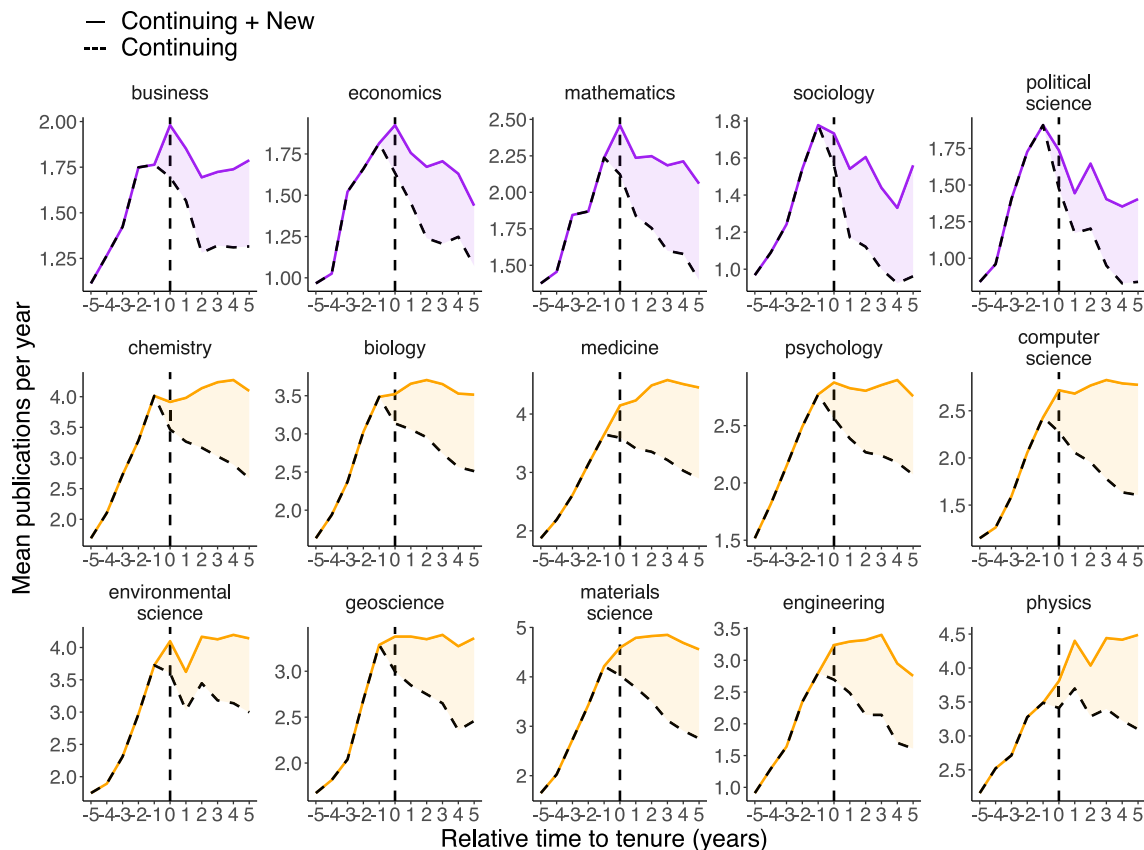 — Continuing + New
--- Continuing
business
economics
mathematics
sociology
political
science
2.00
1.75
1.50
1.25
1.75
1.50
1.25
1.00
2.50
2.25
2.00
1.75
1.50
1.8
1.6
1.4
1.2
1.0
1.75
1.50
1.25
1.00
-5-4-3-2-1 0 1 2 3 4 5
-5-4-3-2-1 0 1 2 3 4 5
-5-4-3-2-1 0 1 2 3 4 5
-5-4-3-2-1 0 1 2 3 4 5
-5-4-3-2-1 0 1 2 3 4 5
Mean publications per year
chemistry
biology
medicine
psychology
computer
science
4.0
3.5
3.0
2.5
2.0
3.5
3.0
2.5
2.0
4
3
2
2.5
2.0
1.5
2.5
2.0
1.5
-5-4-3-2-1 0 1 2 3 4 5
-5-4-3-2-1 0 1 2 3 4 5
-5-4-3-2-1 0 1 2 3 4 5
-5-4-3-2-1 0 1 2 3 4 5
-5-4-3-2-1 0 1 2 3 4 5
environmental
science
geoscience
materials
science
engineering
physics
4.0
3.5
3.0
2.5
2.0
3.0
2.5
2.0
5
4
3
2
3.5
3.0
2.5
2.0
1.5
1.0
4.5
4.0
3.5
3.0
2.5
-5-4-3-2-1 0 1 2 3 4 5
-5-4-3-2-1 0 1 2 3 4 5
-5-4-3-2-1 0 1 2 3 4 5
-5-4-3-2-1 0 1 2 3 4 5
-5-4-3-2-1 0 1 2 3 4 5
Relative time to tenure (years)